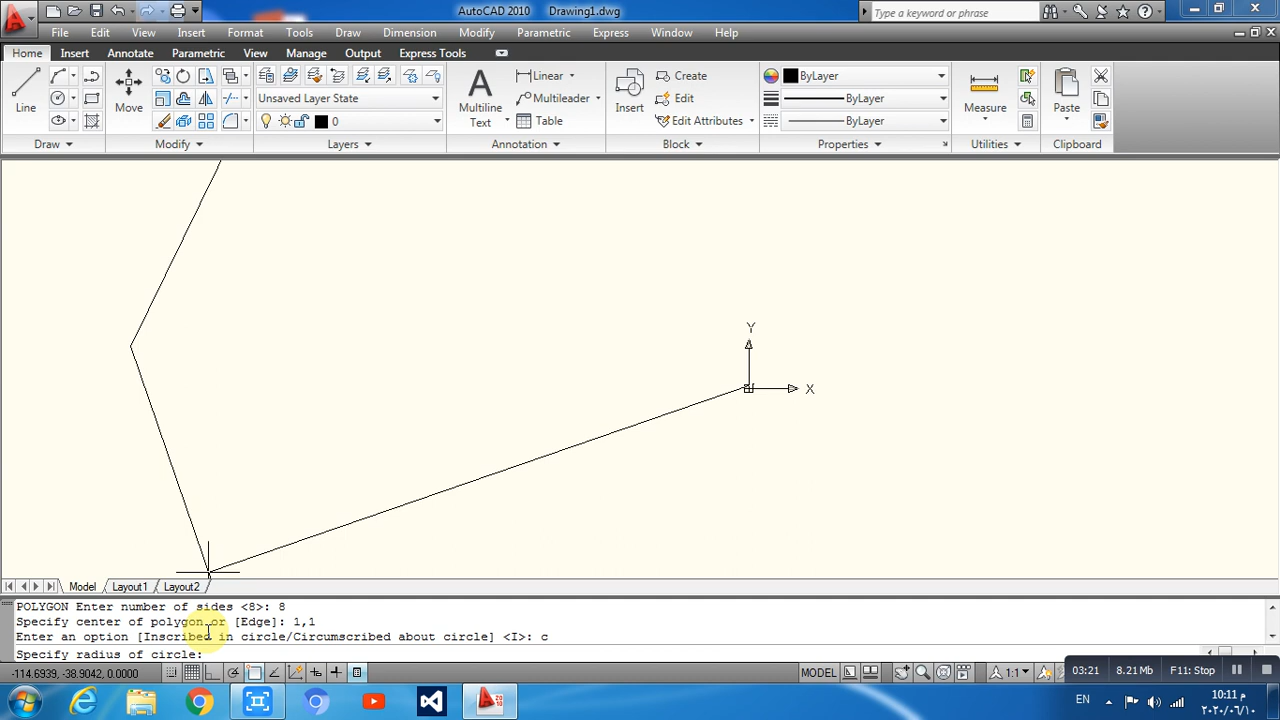 AutoCAD 2010 Drawing1.dwg
Type a keyword or phrase
File Edit View Insert Format Tools Draw Dimension Modify Parametric Express Window Help
Home Insert Annotate Parametric View Manage Output Express Tools
Line Move Multiline Text Linear Multileader Table Insert Create Edit Edit Attributes ByLayer ByLayer ByLayer Measure Paste
Unsaved Layer State
0
Draw Modify Layers Annotation Block Properties Utilities Clipboard
Y
X
Model Layout1 Layout2
POLYGON Enter number of sides <8>: 8
Specify center of polygon or [Edge]: 1,1
Enter an option [Inscribed in circle/Circumscribed about circle] <I>: c
Specify radius of circle:
-114.6939, -38.9042, 0.0000 MODEL 1:1 03:21 8.21 Mb F11: Stop
EN 10:11 م
٢٠٢٠/٠٦/١٠